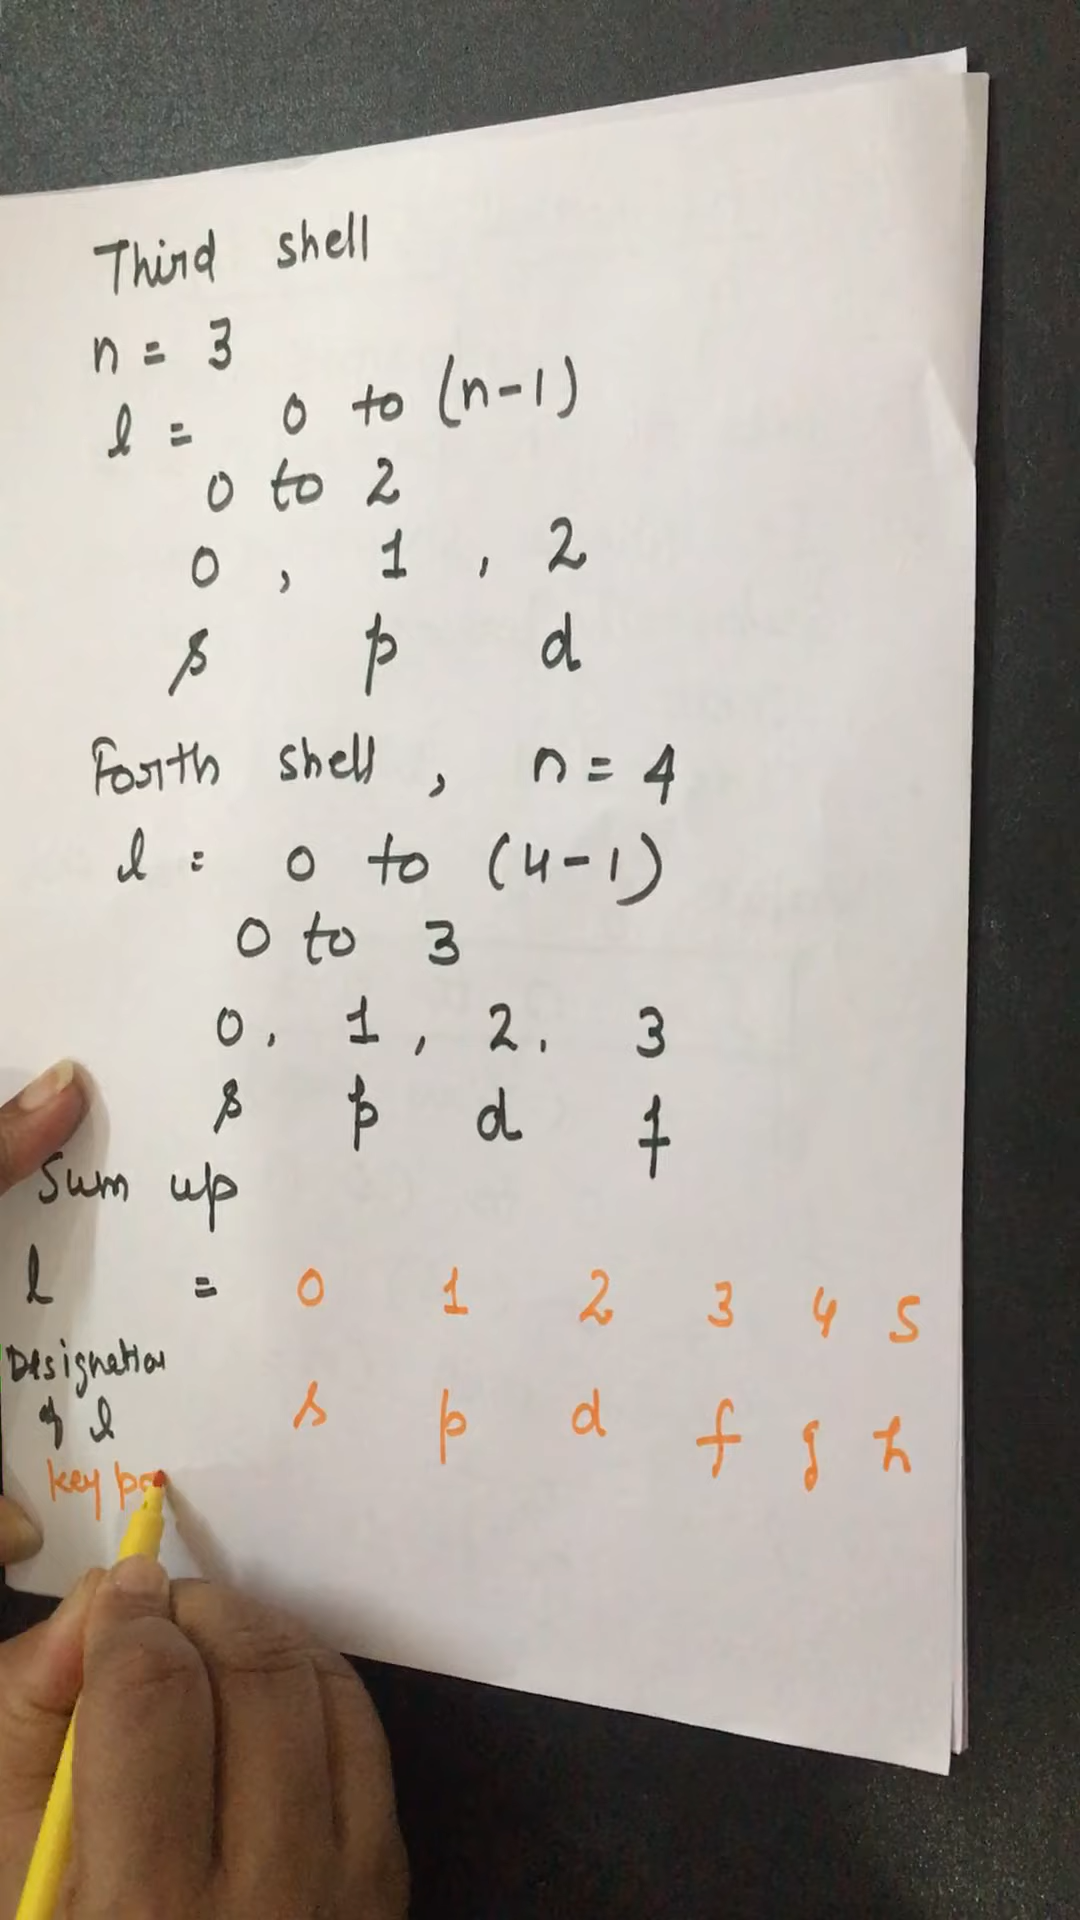 Third shell
n = 3
l = 0 to (n-1)
0 to 2
0 , 1 , 2
s p d
Forth shell , n = 4
l = 0 to (4-1)
0 to 3
0, 1, 2. 3
s p d f
Sum up
l = 0 1 2 3 4 5
Designation
of l s p d f g h
key po